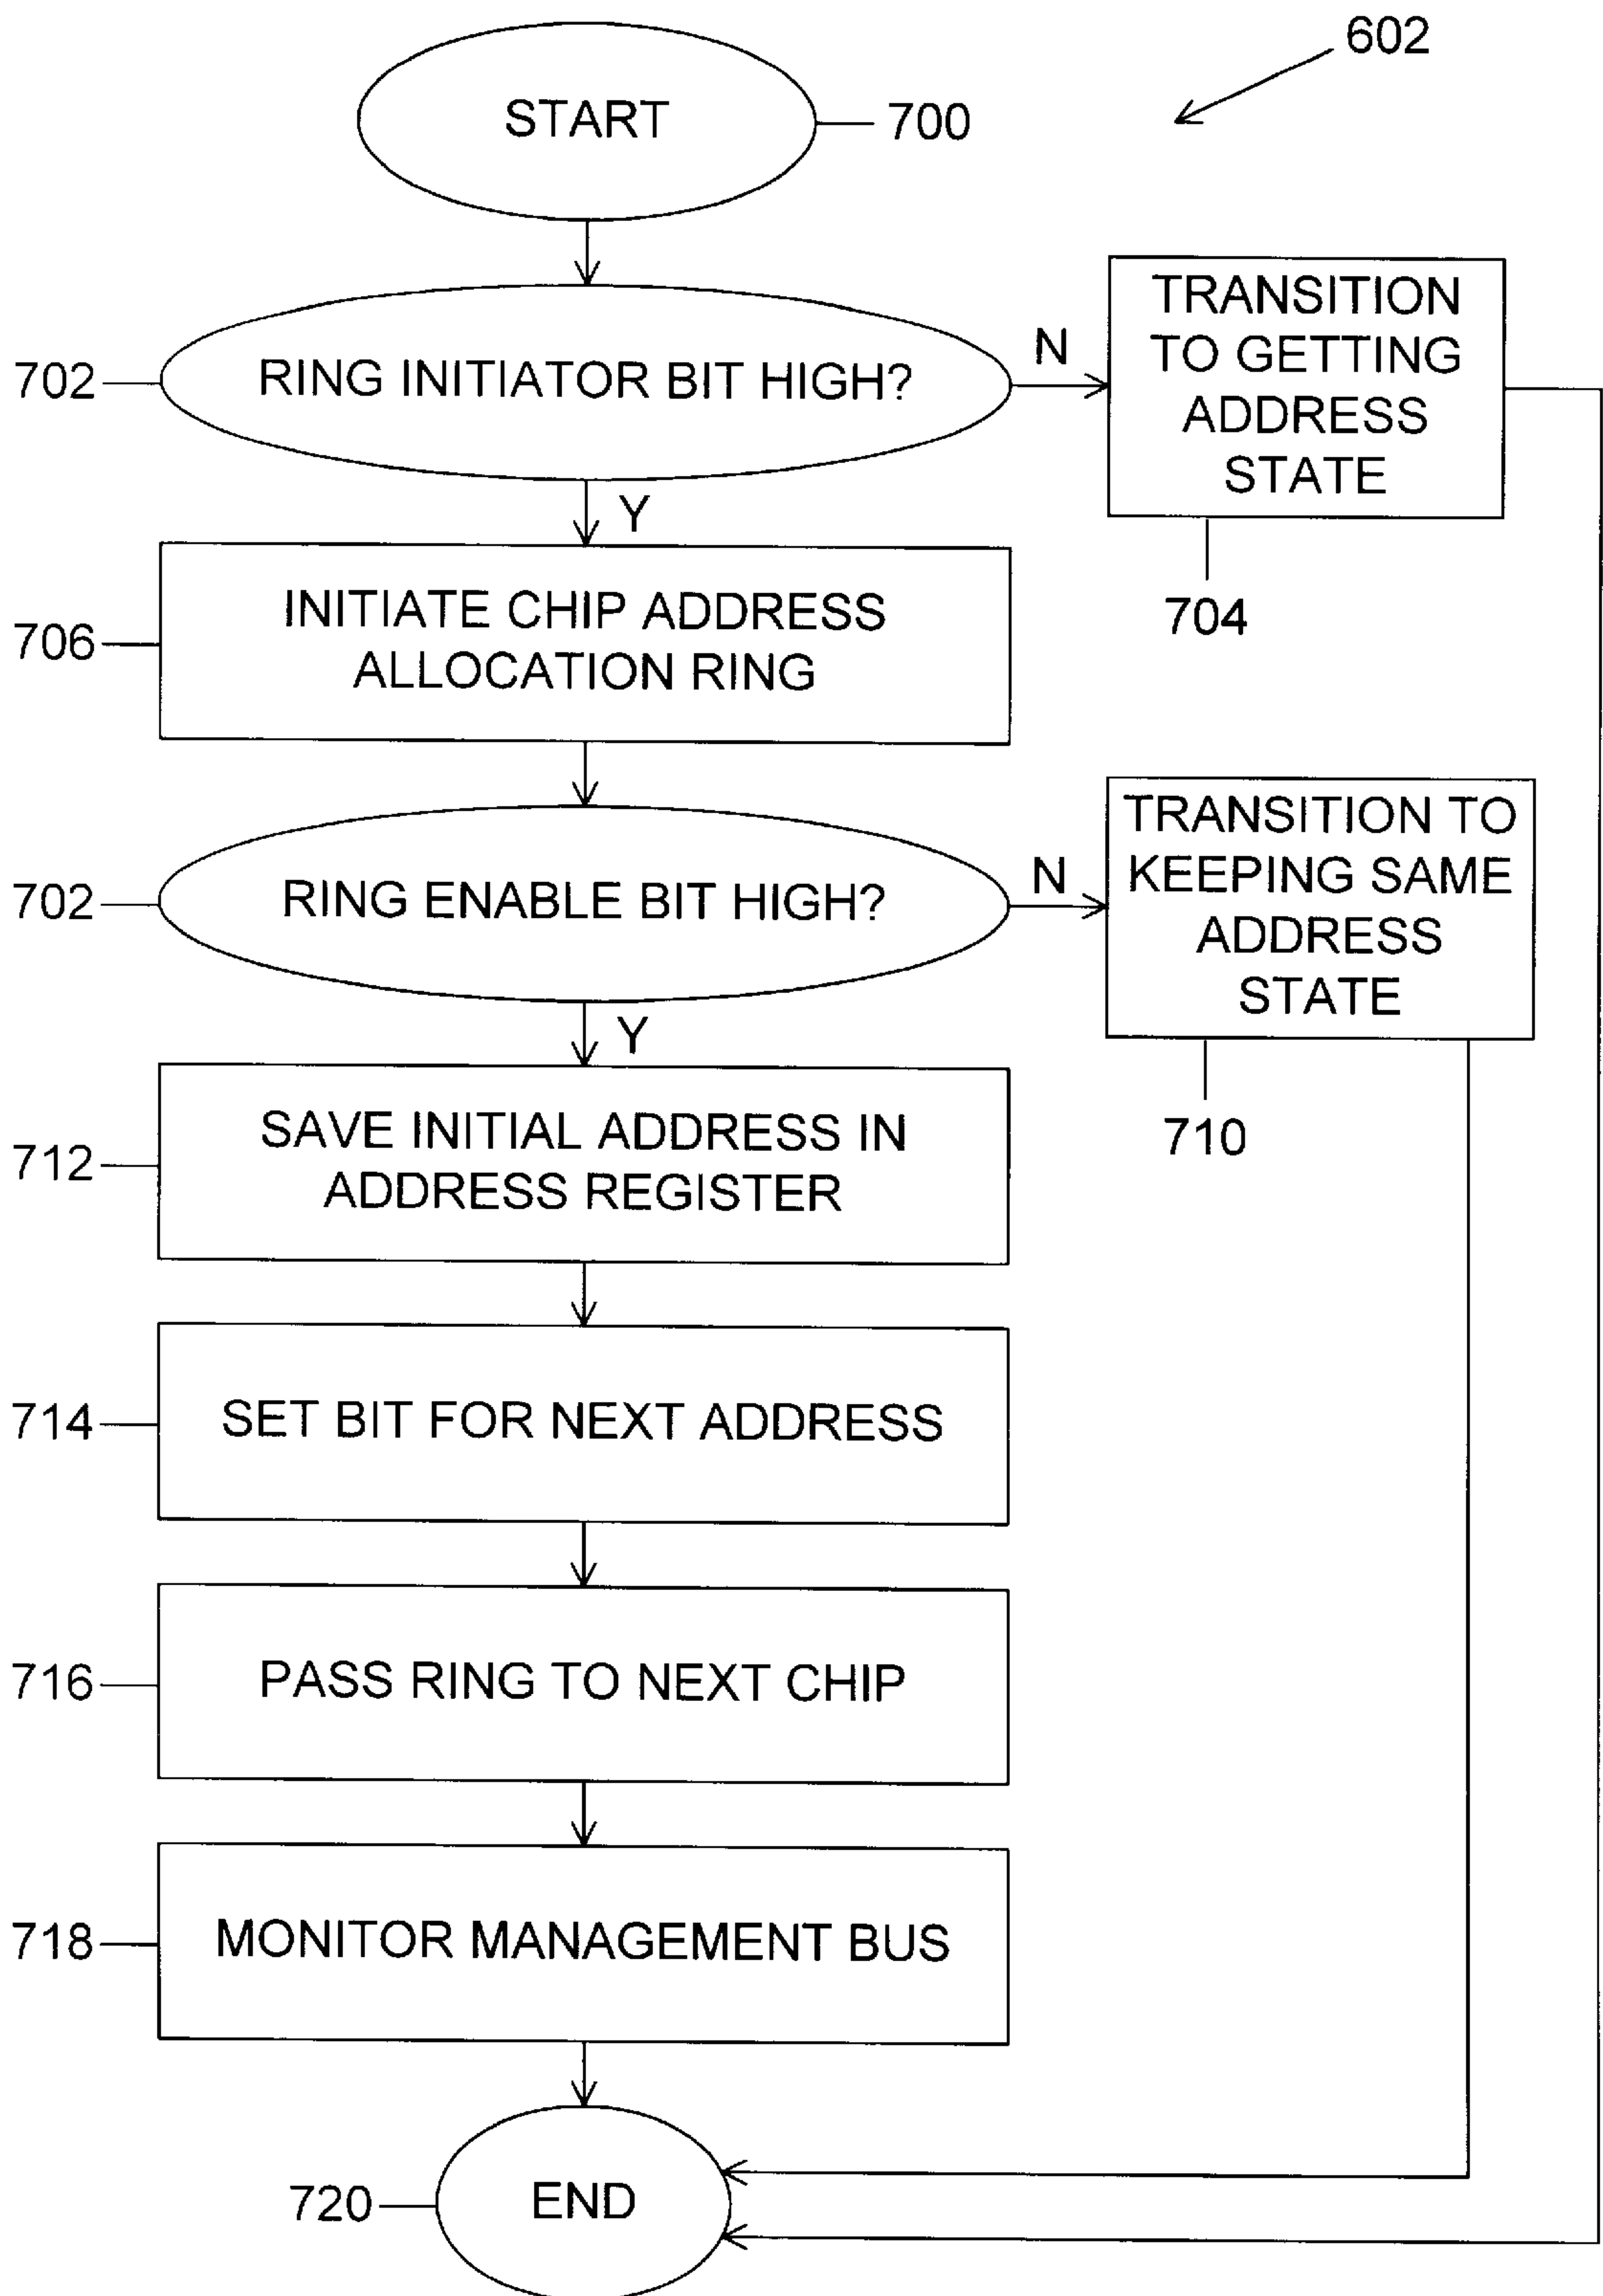 602
START
700
RING INITIATOR BIT HIGH?
702
N
TRANSITION
TO GETTING
ADDRESS
STATE
704
Y
INITIATE CHIP ADDRESS
ALLOCATION RING
706
RING ENABLE BIT HIGH?
702
N
TRANSITION TO
KEEPING SAME
ADDRESS
STATE
710
Y
SAVE INITIAL ADDRESS IN
ADDRESS REGISTER
712
SET BIT FOR NEXT ADDRESS
714
PASS RING TO NEXT CHIP
716
MONITOR MANAGEMENT BUS
718
END
720